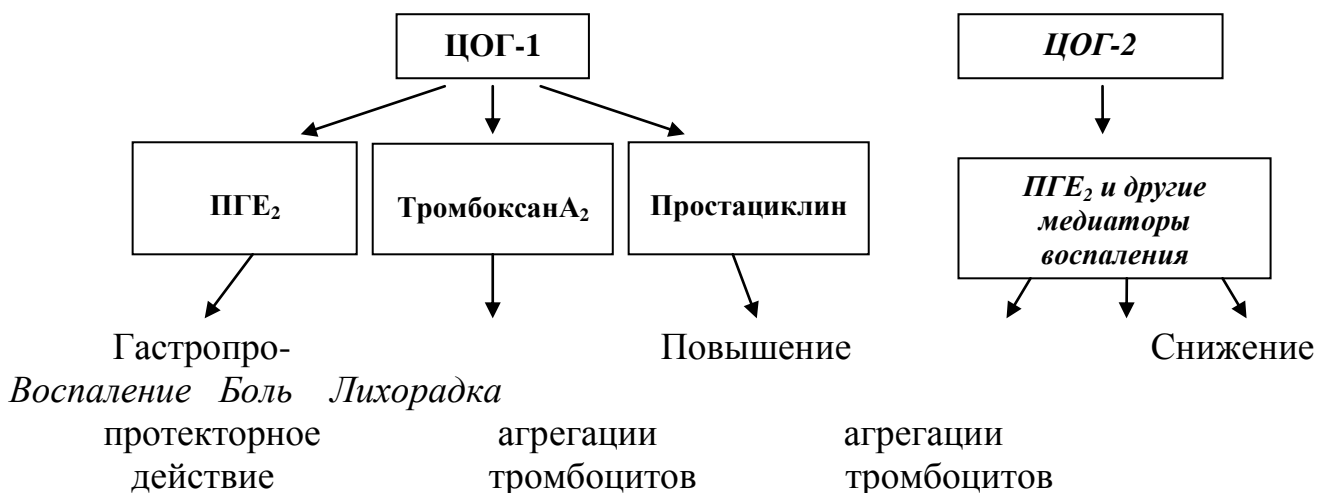 ЦОГ-1
ЦОГ-2
ПГЕ₂
ТромбоксанА₂
Простациклин
ПГЕ₂ и другие
медиаторы
воспаления
Гастропро- Повышение Снижение
Воспаление Боль Лихорадка
протекторное агрегации агрегации
действие тромбоцитов тромбоцитов